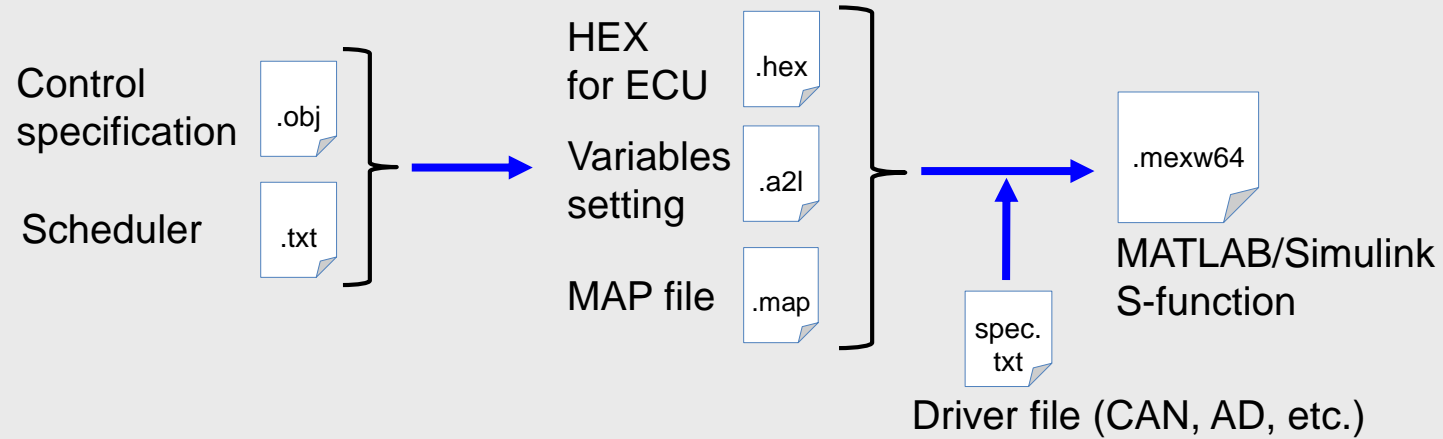 Control
specification
.obj
Scheduler
.txt
HEX
for ECU
.hex
Variables
setting
.a2l
MAP file
.map
.mexw64
MATLAB/Simulink
S-function
spec.
txt
Driver file (CAN, AD, etc.)